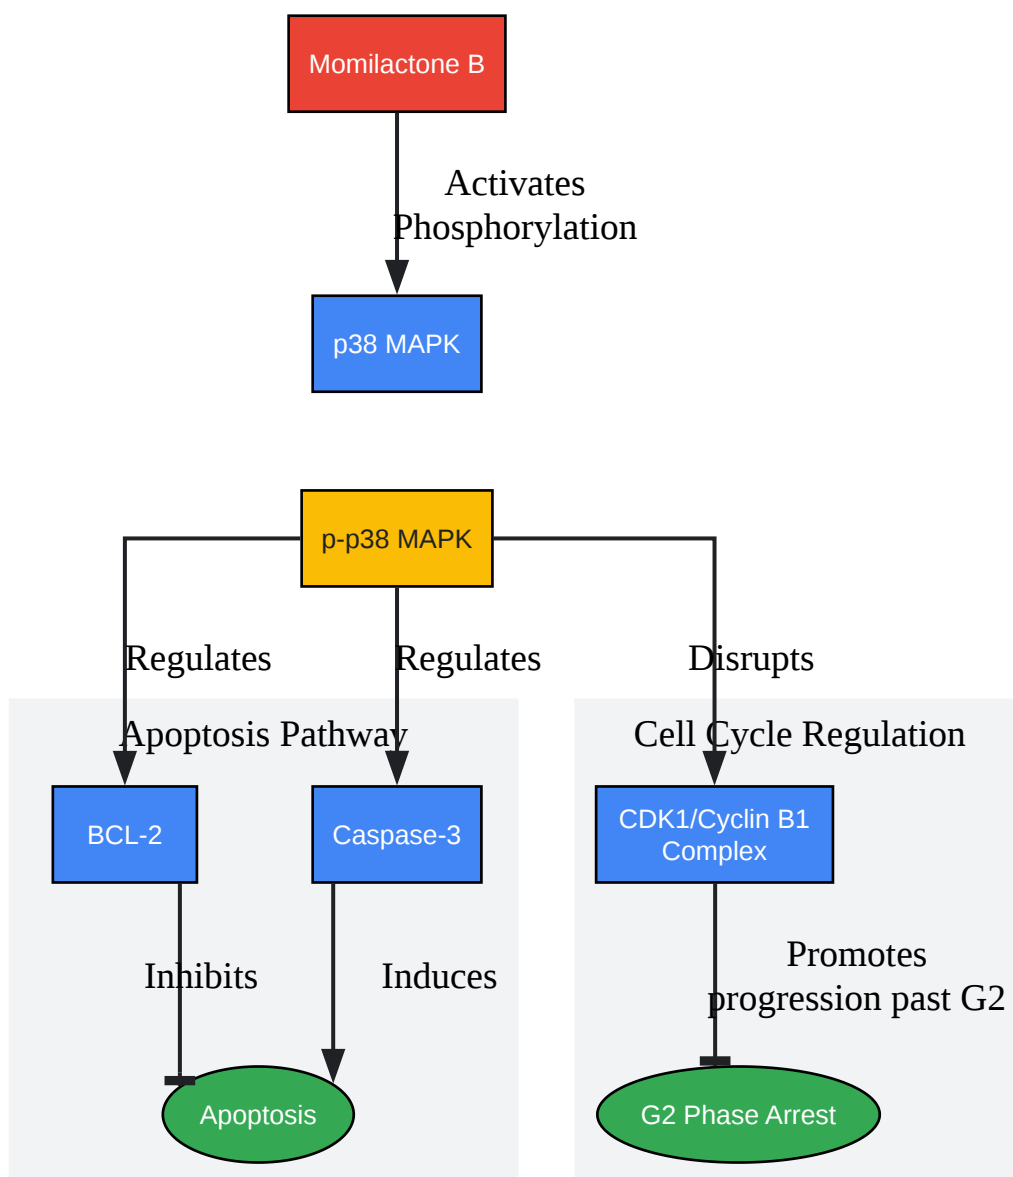 Momilactone B
Activates
Phosphorylation
p38 MAPK
p-p38 MAPK
Regulates
Regulates
Disrupts
Apoptosis Pathway
Cell Cycle Regulation
BCL-2
Caspase-3
CDK1/Cyclin B1
Complex
Inhibits
Induces
Promotes
progression past G2
Apoptosis
G2 Phase Arrest